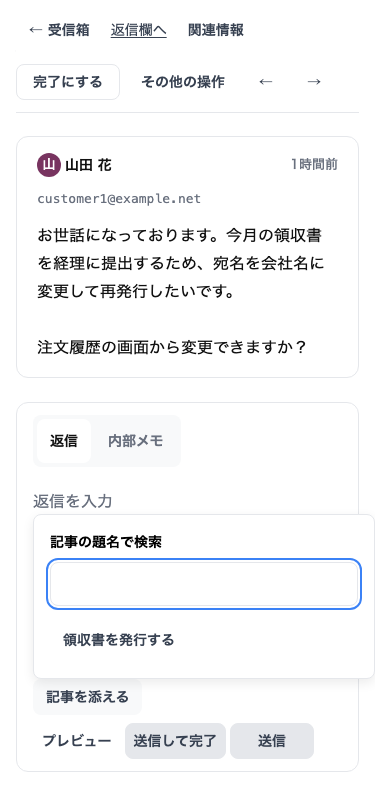 ← 受信箱 返信欄へ 関連情報
完了にする その他の操作 ← →
山 山田 花 1時間前
customer1@example.net
お世話になっております。今月の領収書
を経理に提出するため、宛名を会社名に
変更して再発行したいです。
注文履歴の画面から変更できますか？
返信 内部メモ
返信を入力
記事の題名で検索
領収書を発行する
記事を添える
プレビュー 送信して完了 送信